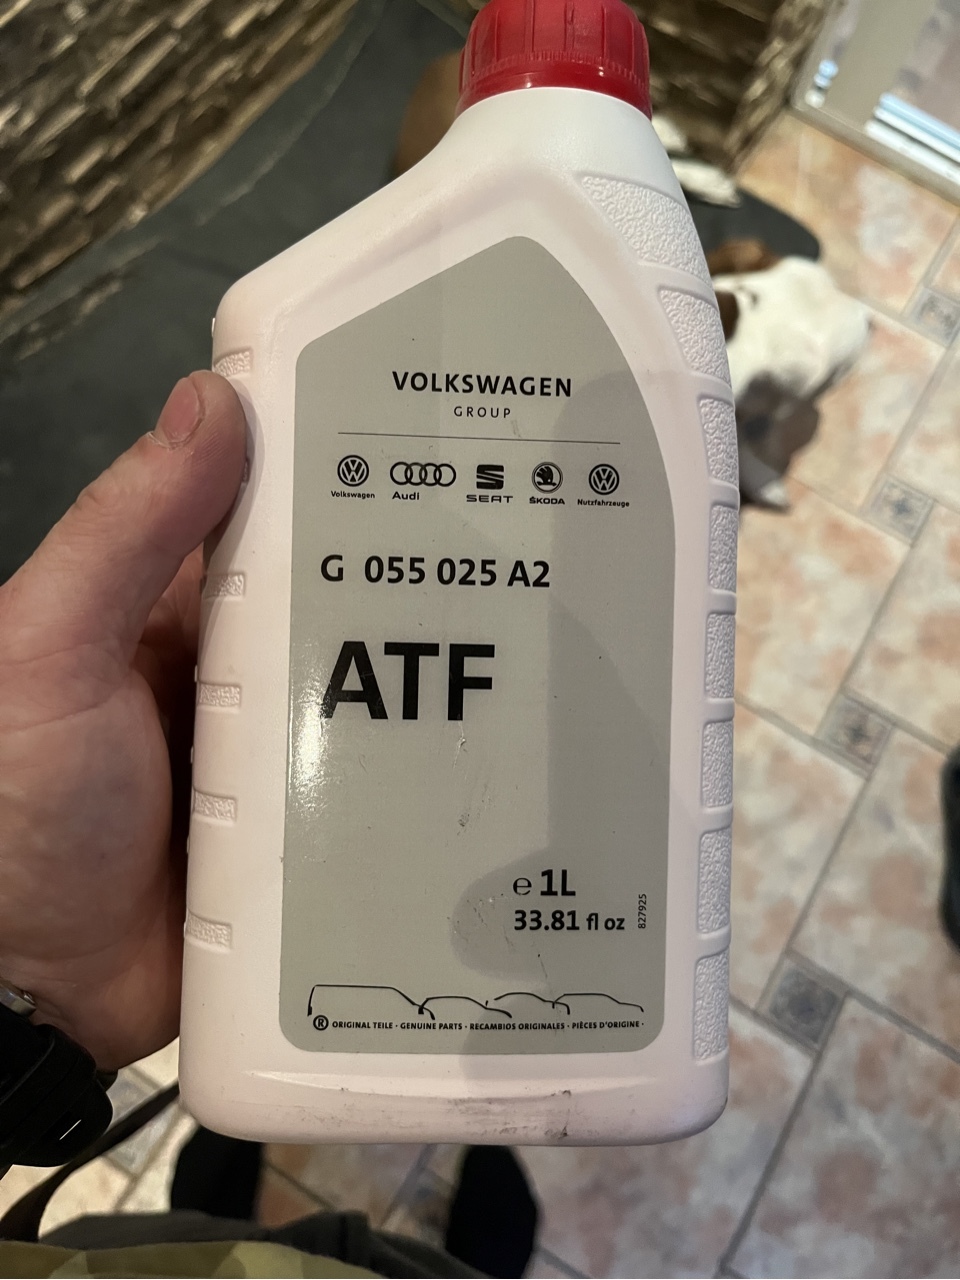 VOLKSWAGEN
GROUP
Volkswagen Audi SEAT ŠKODA Nutzfahrzeuge
G 055 025 A2
ATF
e 1L
33.81 fl oz
827925
® ORIGINAL TEILE · GENUINE PARTS · RECAMBIOS ORIGINALES · PIÈCES D'ORIGINE ·